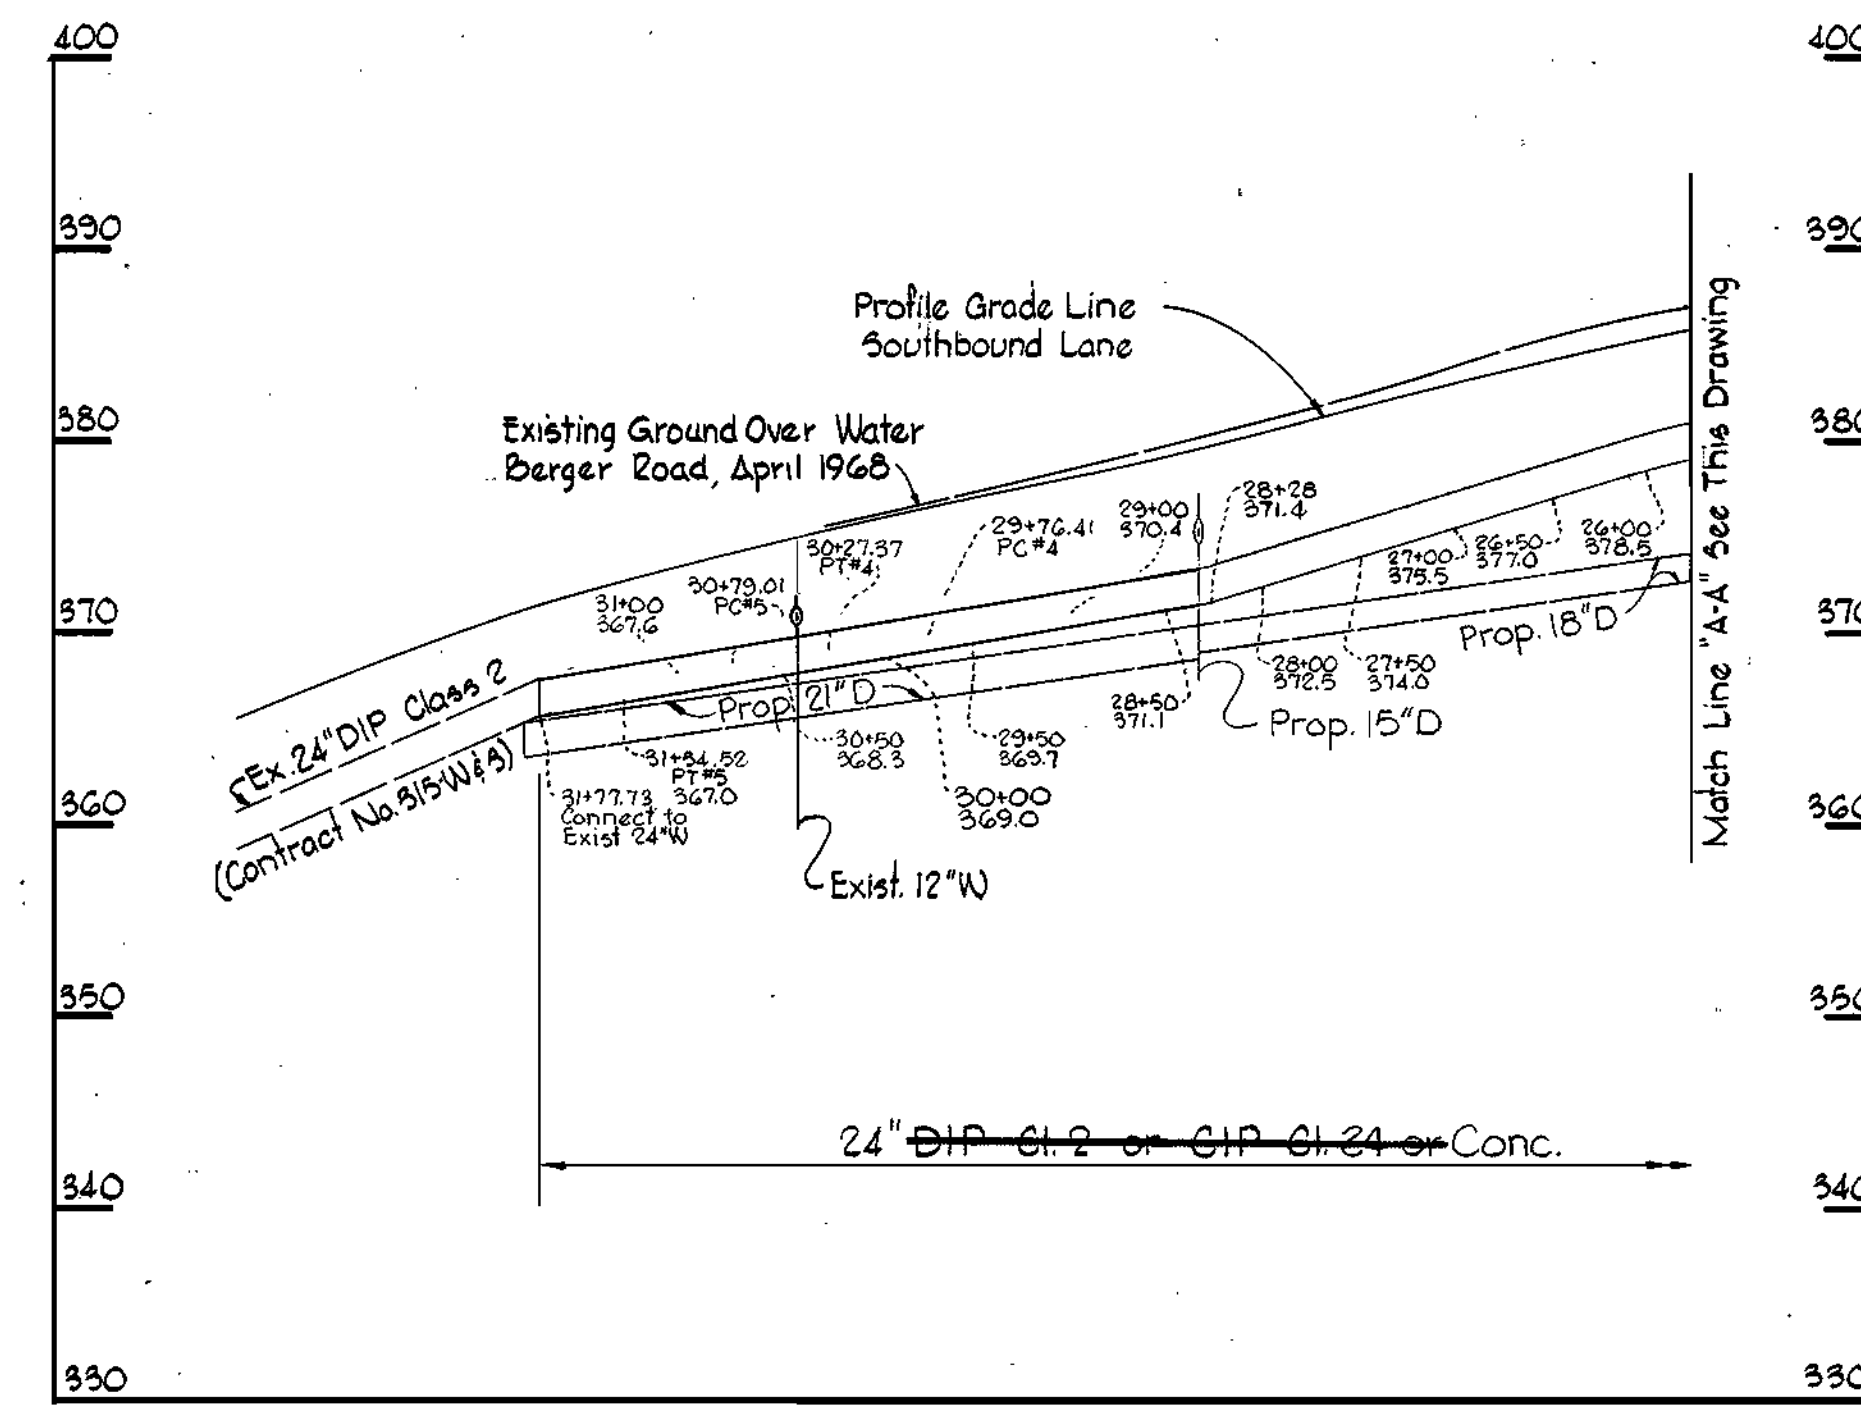 400
400
390
390
Profile Grade Line
Southbound Lane
380
380
Existing Ground Over Water
Berger Road, April 1968
Match Line "A-A" See This Drawing
28+28
371.4
29+00
370.4
29+76.41
PC #4
30+27.37
PT #4
30+79.01
PC#5
31+00
367.6
26+00
378.5
26+50
377.0
27+00
375.5
370
370
Prop. 18"D
Ex. 24" DIP Class 2
(Contract No. 315-W&S)
Prop. 21"D
28+00
372.5
27+50
374.0
28+50
371.1
Prop. 15"D
30+50
368.3
29+50
369.7
31+34.52
PT #5
367.0
30+00
369.0
31+77.73
Connect to
Exist 24"W
360
360
Exist. 12"W
350
350
24" DIP Cl. 2 or CIP Cl. 24 or Conc.
340
340
330
330